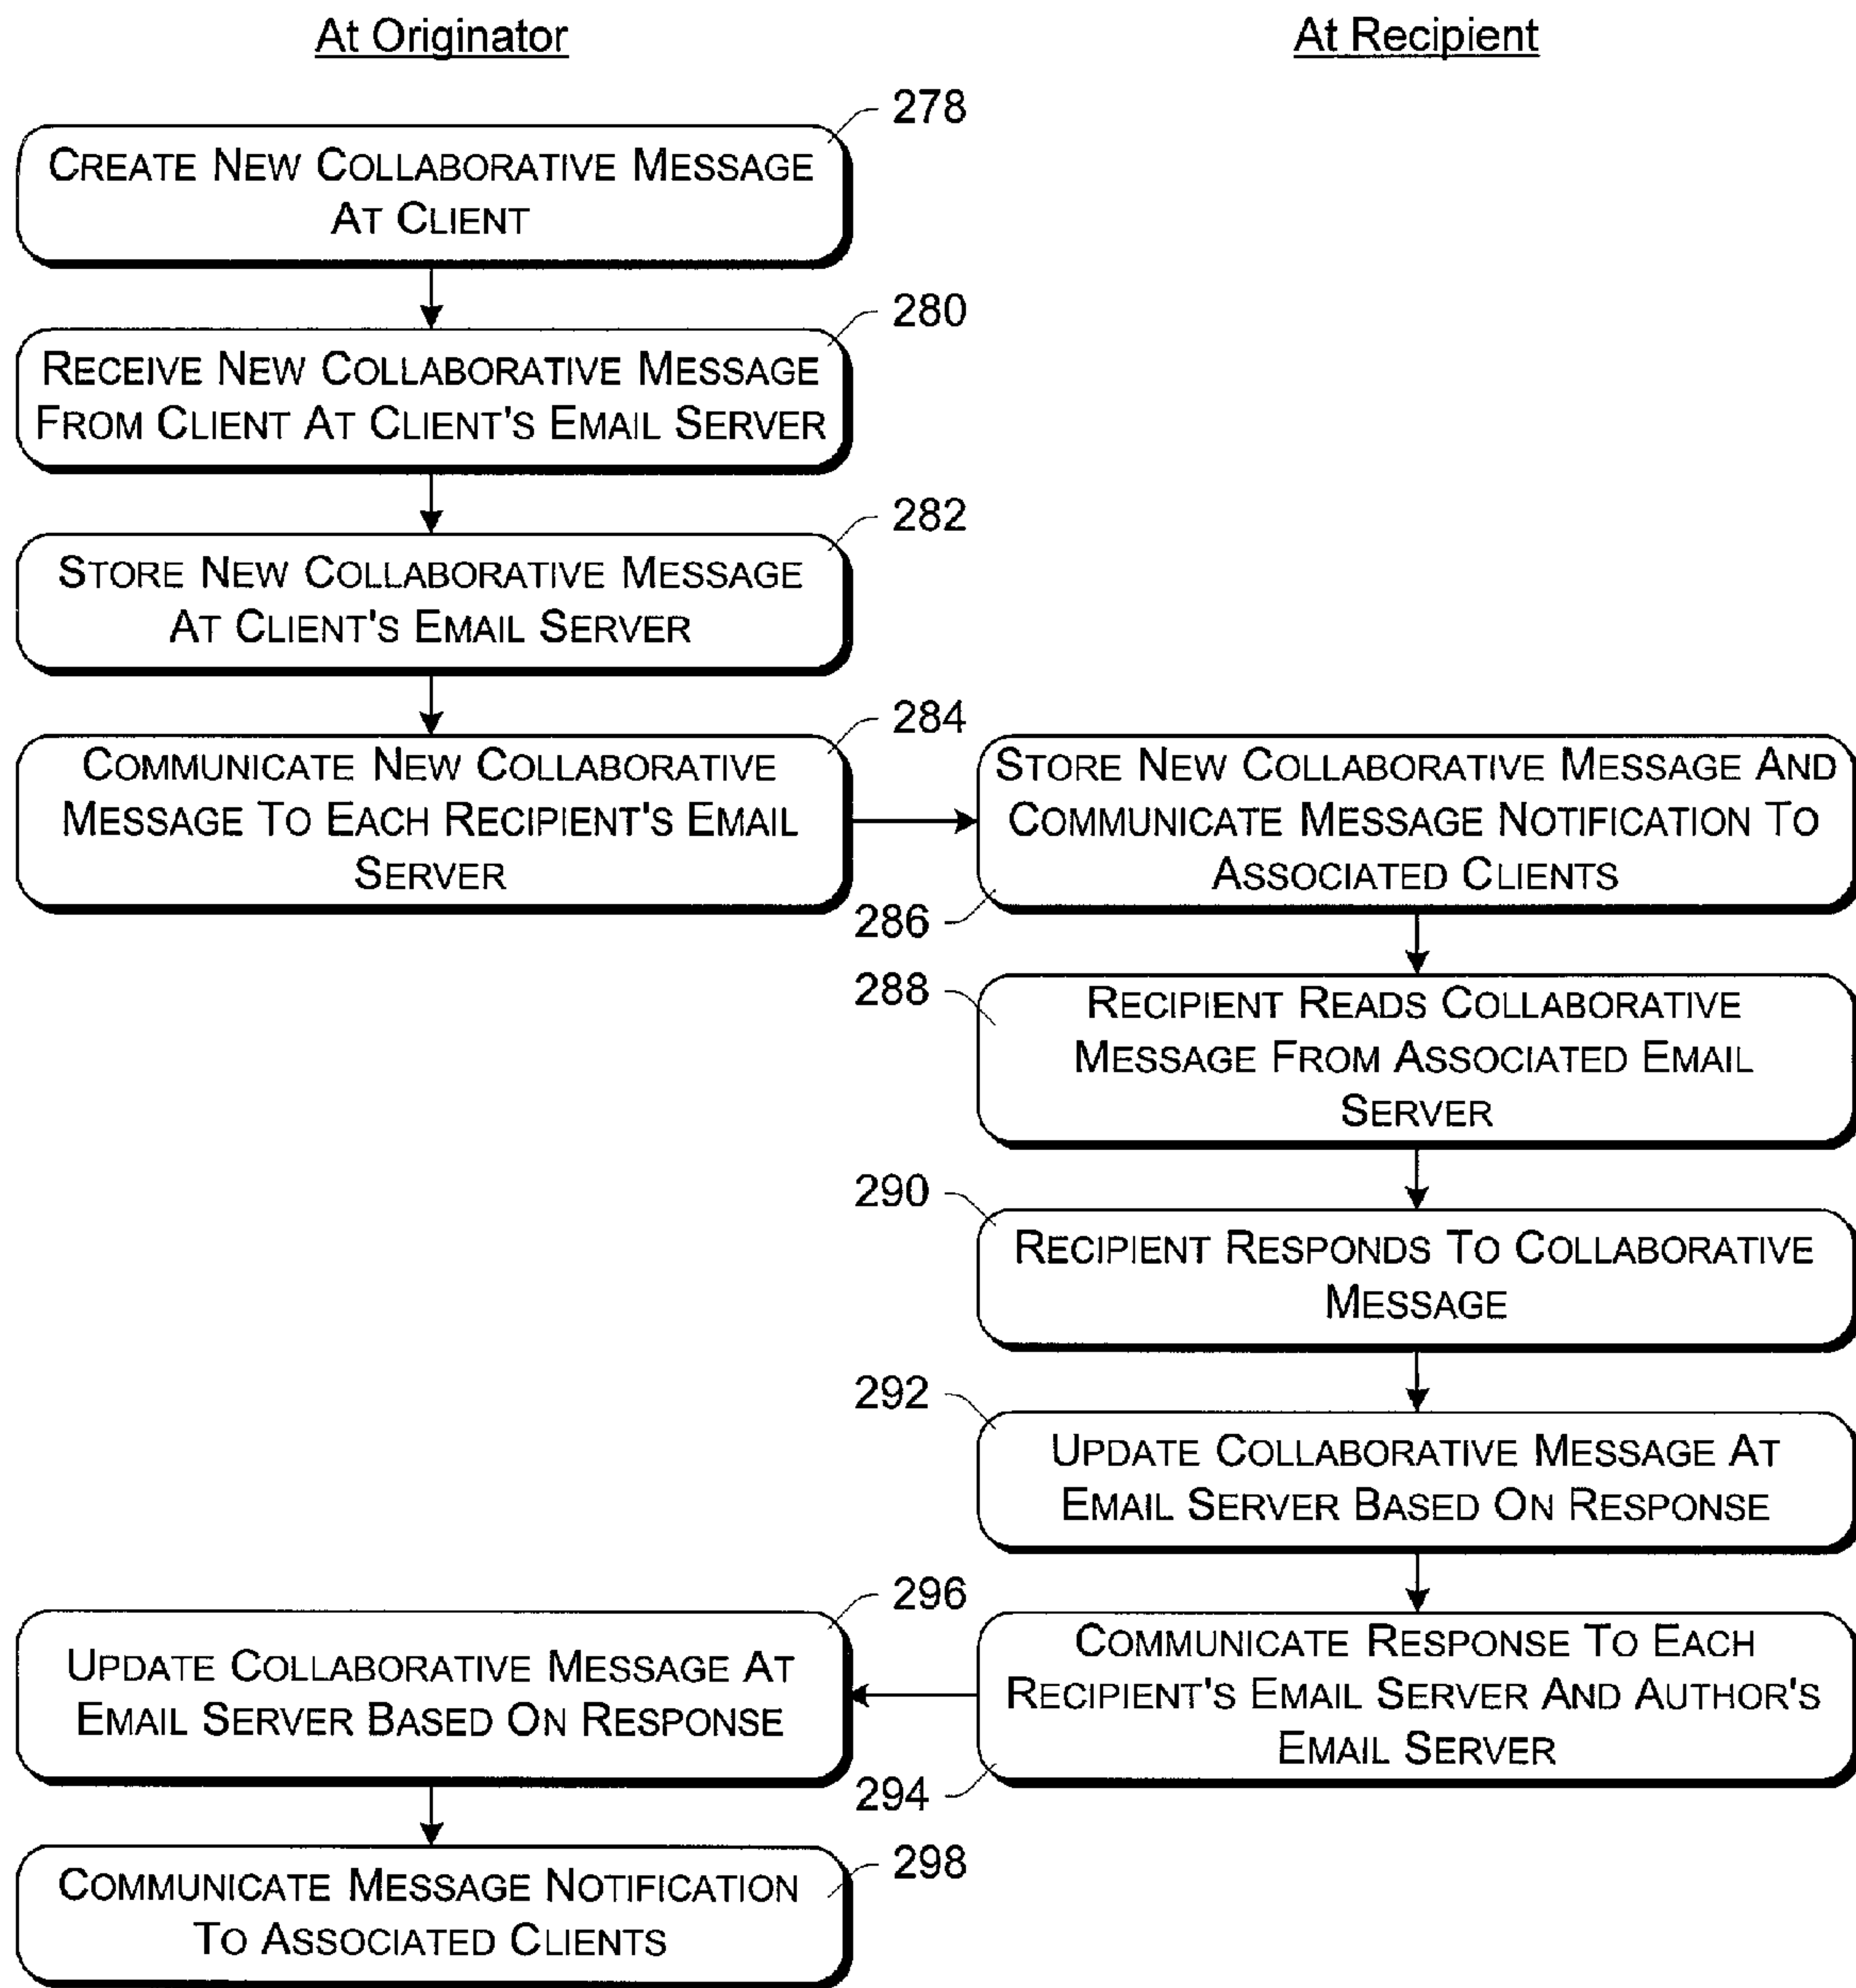 At Originator
At Recipient
278
CREATE NEW COLLABORATIVE MESSAGE
AT CLIENT
280
RECEIVE NEW COLLABORATIVE MESSAGE
FROM CLIENT AT CLIENT'S EMAIL SERVER
282
STORE NEW COLLABORATIVE MESSAGE
AT CLIENT'S EMAIL SERVER
284
COMMUNICATE NEW COLLABORATIVE
MESSAGE TO EACH RECIPIENT'S EMAIL
SERVER
STORE NEW COLLABORATIVE MESSAGE AND
COMMUNICATE MESSAGE NOTIFICATION TO
ASSOCIATED CLIENTS
286
288
RECIPIENT READS COLLABORATIVE
MESSAGE FROM ASSOCIATED EMAIL
SERVER
290
RECIPIENT RESPONDS TO COLLABORATIVE
MESSAGE
292
UPDATE COLLABORATIVE MESSAGE AT
EMAIL SERVER BASED ON RESPONSE
COMMUNICATE RESPONSE TO EACH
RECIPIENT'S EMAIL SERVER AND AUTHOR'S
EMAIL SERVER
294
296
UPDATE COLLABORATIVE MESSAGE AT
EMAIL SERVER BASED ON RESPONSE
298
COMMUNICATE MESSAGE NOTIFICATION
TO ASSOCIATED CLIENTS